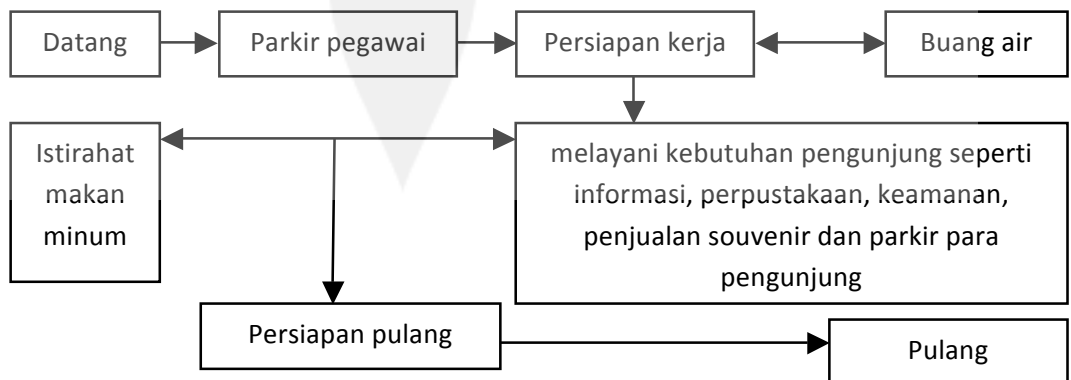 Datang
Parkir pegawai
Persiapan kerja
Buang air
Istirahat
makan
minum
melayani kebutuhan pengunjung seperti
informasi, perpustakaan, keamanan,
penjualan souvenir dan parkir para
pengunjung
Persiapan pulang
Pulang